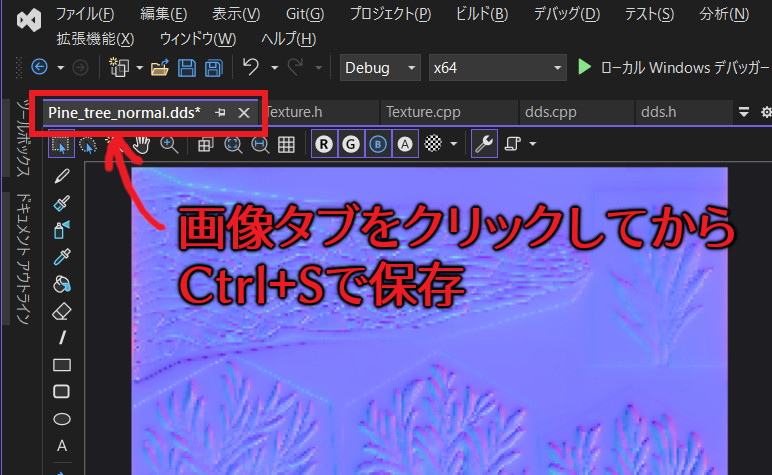 ファイル(F) 編集(E) 表示(V) Git(G) プロジェクト(P) ビルド(B) デバッグ(D) テスト(S) 分析(N)
拡張機能(X) ウィンドウ(W) ヘルプ(H)
Debug x64 ローカル Windows デバッガー
Pine_tree_normal.dds* Texture.h Texture.cpp dds.cpp dds.h
R G B A
ツールボックス
ドキュメント アウトライン
A
画像タブをクリックしてから
Ctrl+Sで保存